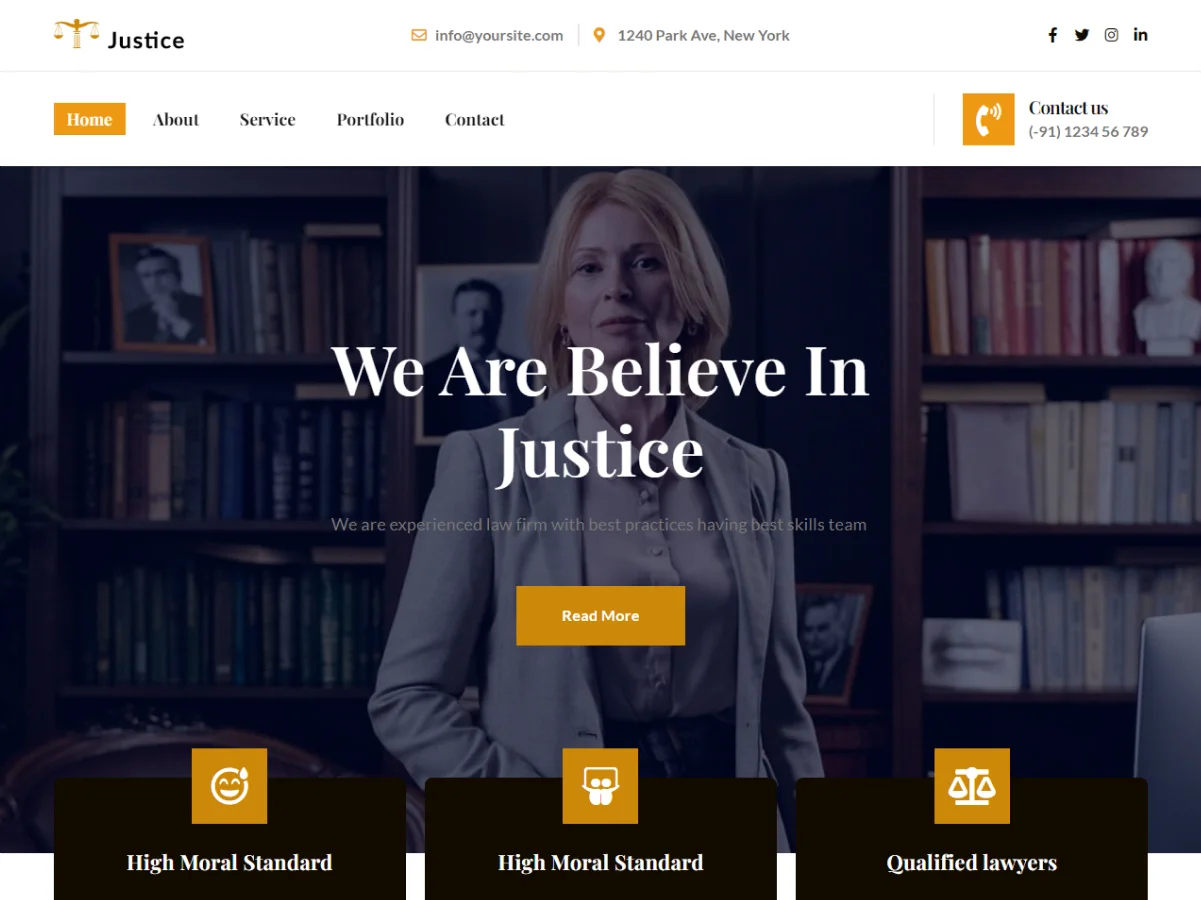 Justice
info@yoursite.com
1240 Park Ave, New York
Home
About
Service
Portfolio
Contact
Contact us
(-91) 1234 56 789
We Are Believe In
Justice
We are experienced law firm with best practices having best skills team
Read More
High Moral Standard
High Moral Standard
Qualified lawyers